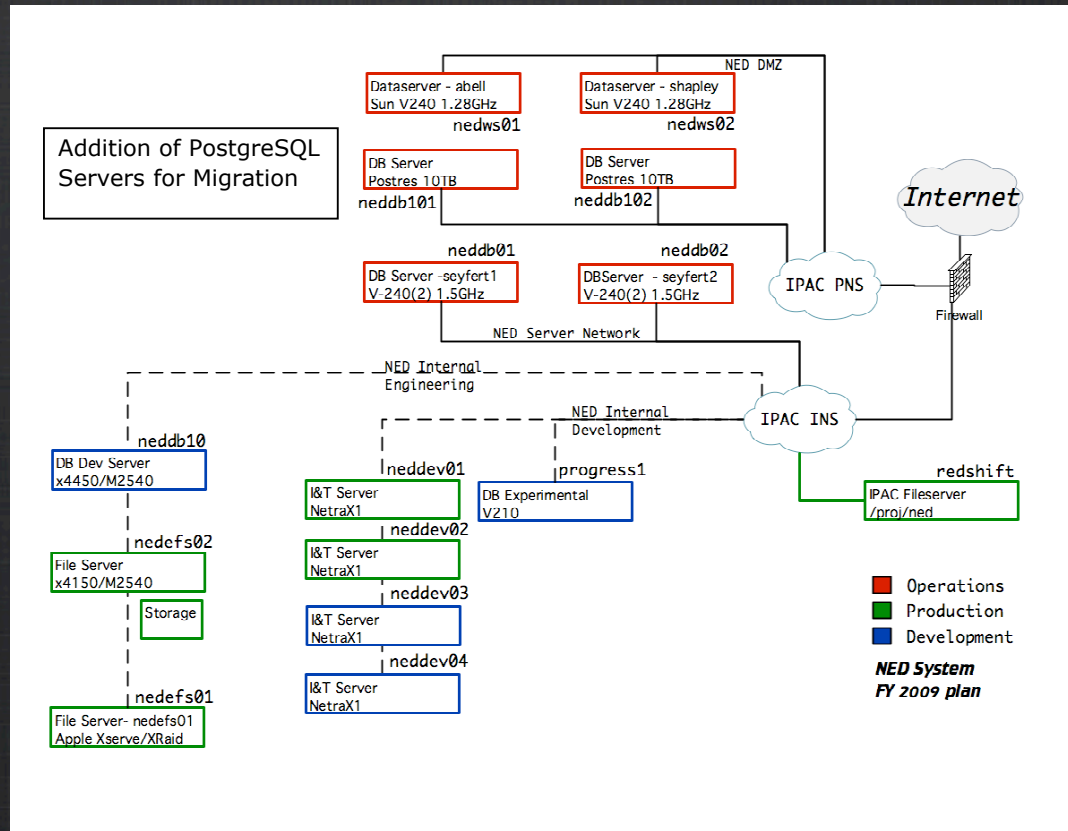 NED DMZ
Dataserver - abell
Sun V240 1.28GHz
nedws01
Dataserver - shapley
Sun V240 1.28GHz
nedws02
Addition of PostgreSQL
Servers for Migration
DB Server
Postres 10TB
neddb101
DB Server
Postres 10TB
neddb102
Internet
neddb01
DB Server -seyfert1
V-240(2) 1.5GHz
neddb02
DBServer - seyfert2
V-240(2) 1.5GHz
IPAC PNS
Firewall
NED Server Network
NED Internal
Engineering
NED Internal
Development
IPAC INS
neddb10
DB Dev Server
x4450/M2540
neddev01
I&T Server
NetraX1
progress1
DB Experimental
V210
redshift
IPAC Fileserver
/proj/ned
nedefs02
File Server
x4150/M2540
Storage
neddev02
I&T Server
NetraX1
neddev03
I&T Server
NetraX1
neddev04
I&T Server
NetraX1
nedefs01
File Server- nedefs01
Apple Xserve/XRaid
Operations
Production
Development
NED System
FY 2009 plan